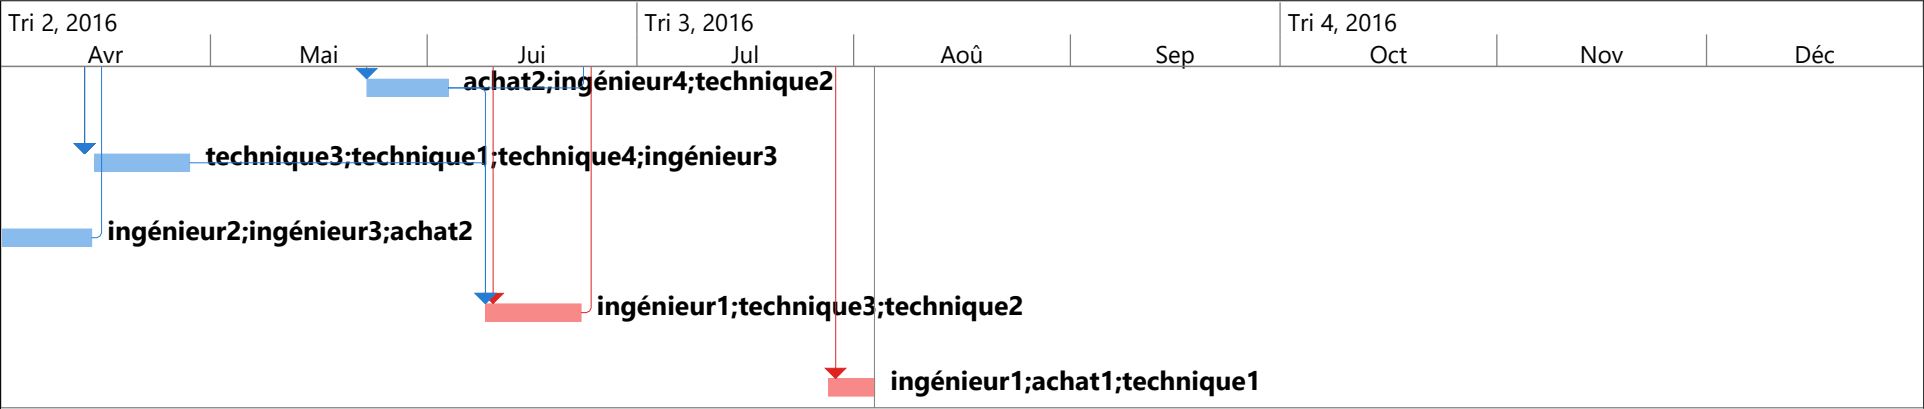 Tri 2, 2016 Tri 3, 2016 Tri 4, 2016
Avr Mai Jui Jul Aoû Sep Oct Nov Déc
achat2;ingénieur4;technique2
technique3;technique1;technique4;ingénieur3
ingénieur2;ingénieur3;achat2
ingénieur1;technique3;technique2
ingénieur1;achat1;technique1